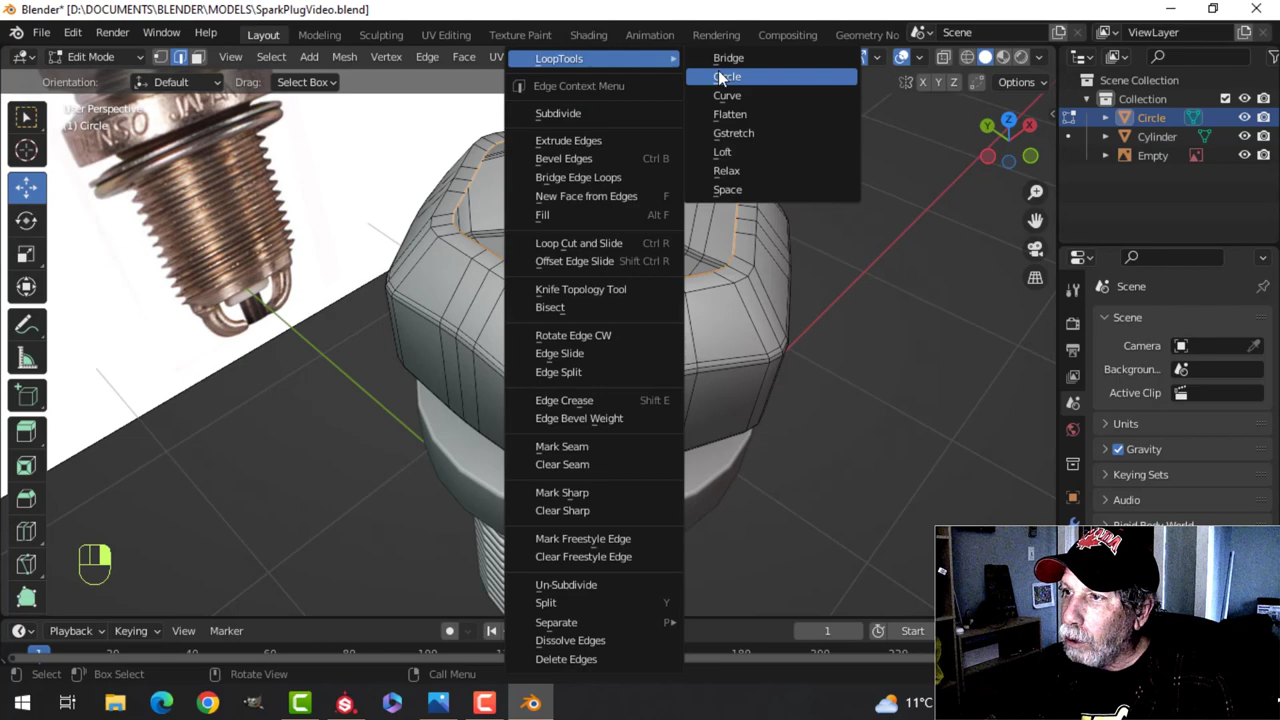 Blender* [D:\DOCUMENTS\BLENDER\MODELS\SparkPlugVideo.blend]
File Edit Render Window Help Layout Modeling Sculpting UV Editing Texture Paint Shading Animation Rendering Compositing Geometry No Scene ViewLayer
Edit Mode View Select Add Mesh Vertex Edge Face
Orientation: Default Drag: Select Box X Y Z Options
User Perspective
(1) Circle
LoopTools
Edge Context Menu
Subdivide
Extrude Edges
Bevel Edges Ctrl B
Bridge Edge Loops
New Face from Edges F
Fill Alt F
Loop Cut and Slide Ctrl R
Offset Edge Slide Shift Ctrl R
Knife Topology Tool
Bisect
Rotate Edge CW
Edge Slide
Edge Split
Edge Crease Shift E
Edge Bevel Weight
Mark Seam
Clear Seam
Mark Sharp
Clear Sharp
Mark Freestyle Edge
Clear Freestyle Edge
Un-Subdivide
Split Y
Separate P
Dissolve Edges
Delete Edges
Bridge
Circle
Curve
Flatten
Gstretch
Loft
Relax
Space
Z
Y
X
Scene Collection
Collection
Circle
Cylinder
Empty
Scene
Scene
Camera
Backgroun..
Active Clip
Units
Gravity
Keying Sets
Audio
Playback Keying View Marker 1 Start
180
Select Box Select Rotate View Call Menu
11°C